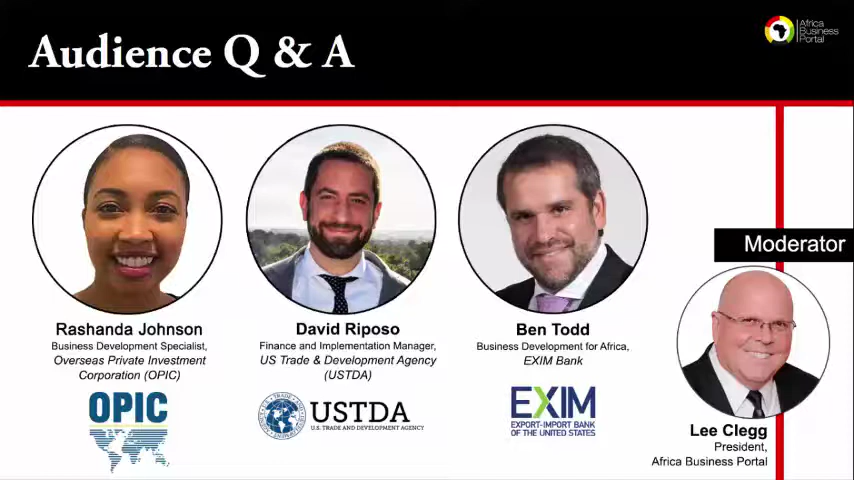 Audience Q & A
Africa
Business
Portal
Moderator
Rashanda Johnson
Business Development Specialist,
Overseas Private Investment
Corporation (OPIC)
OPIC
David Riposo
Finance and Implementation Manager,
US Trade & Development Agency
(USTDA)
USTDA
U.S. TRADE AND DEVELOPMENT AGENCY
Ben Todd
Business Development for Africa,
EXIM Bank
EXIM
EXPORT-IMPORT BANK
OF THE UNITED STATES
Lee Clegg
President,
Africa Business Portal